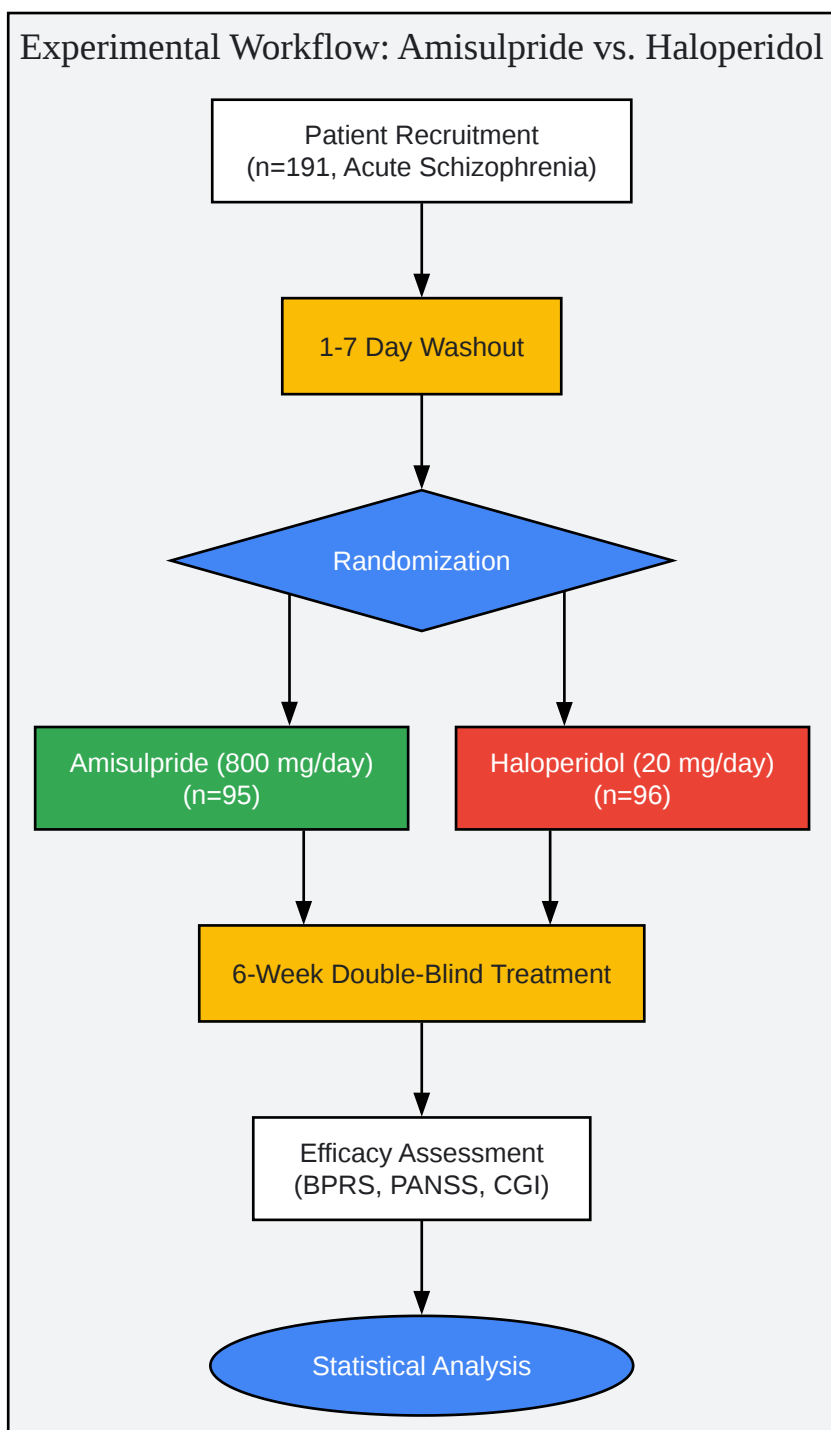 Experimental Workflow: Amisulpride vs. Haloperidol
Patient Recruitment
(n=191, Acute Schizophrenia)
1-7 Day Washout
Randomization
Amisulpride (800 mg/day)
(n=95)
Haloperidol (20 mg/day)
(n=96)
6-Week Double-Blind Treatment
Efficacy Assessment
(BPRS, PANSS, CGI)
Statistical Analysis